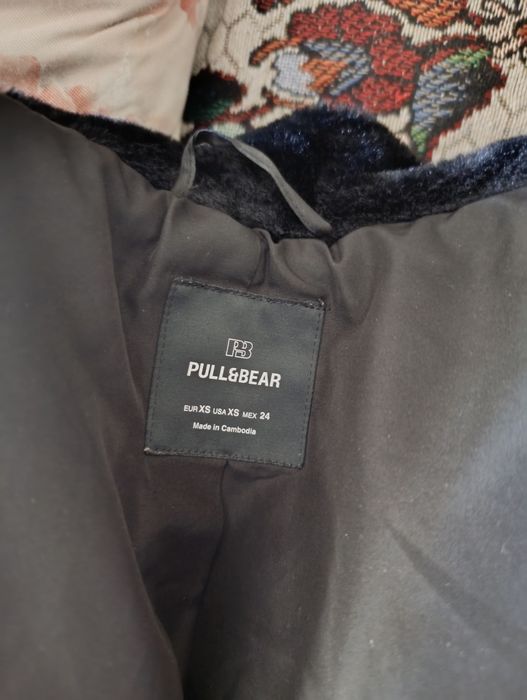 PB
PULL&BEAR
EUR XS USA XS MEX 24
Made in Cambodia